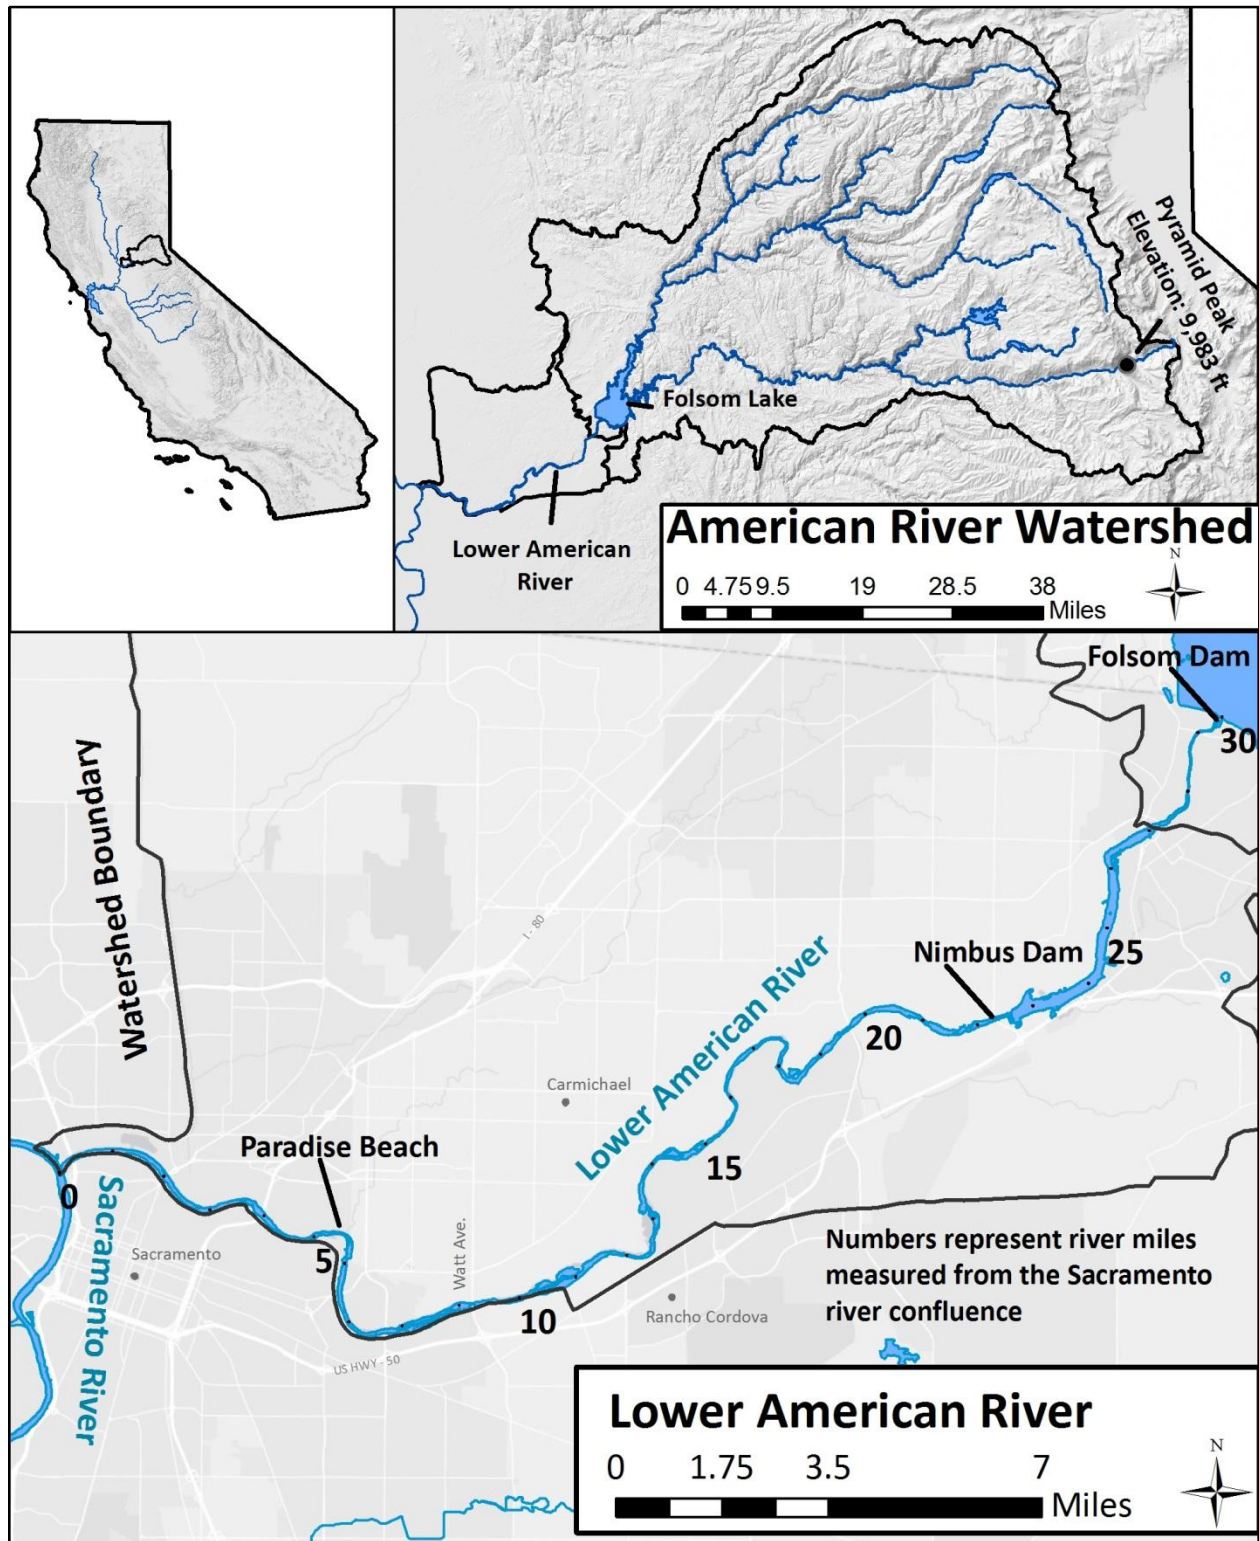 Pyramid Peak
Elevation: 9,983 ft
Folsom Lake
Lower American
River
American River Watershed
0 4.75 9.5 19 28.5 38
Miles
N
Folsom Dam
30
Watershed Boundary
I - 80
25
Nimbus Dam
Lower American River
20
Carmichael
Paradise Beach
15
0
Sacramento River
Sacramento
5
Watt Ave.
10
Rancho Cordova
US HWY - 50
Numbers represent river miles
measured from the Sacramento
river confluence
Lower American River
0 1.75 3.5 7
Miles
N